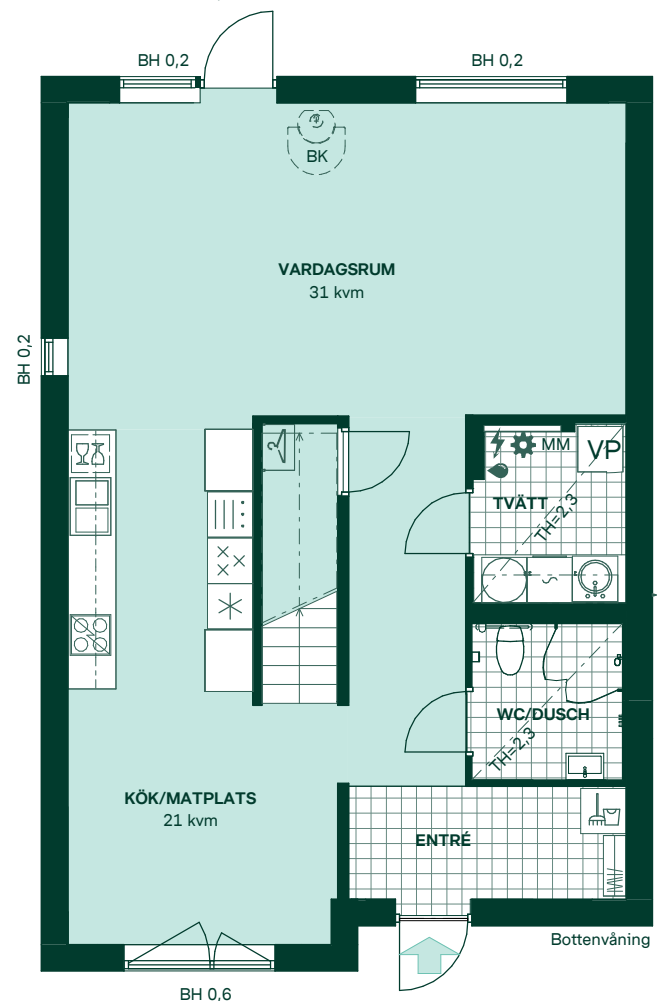 BH 0,2
BH 0,2
BK
VARDAGSRUM
31 kvm
BH 0,2
MM
VP
TVÄTT
TH=2,3
WC/DUSCH
TH=2,3
KÖK/MATPLATS
21 kvm
ENTRÉ
Bottenvåning
BH 0,6